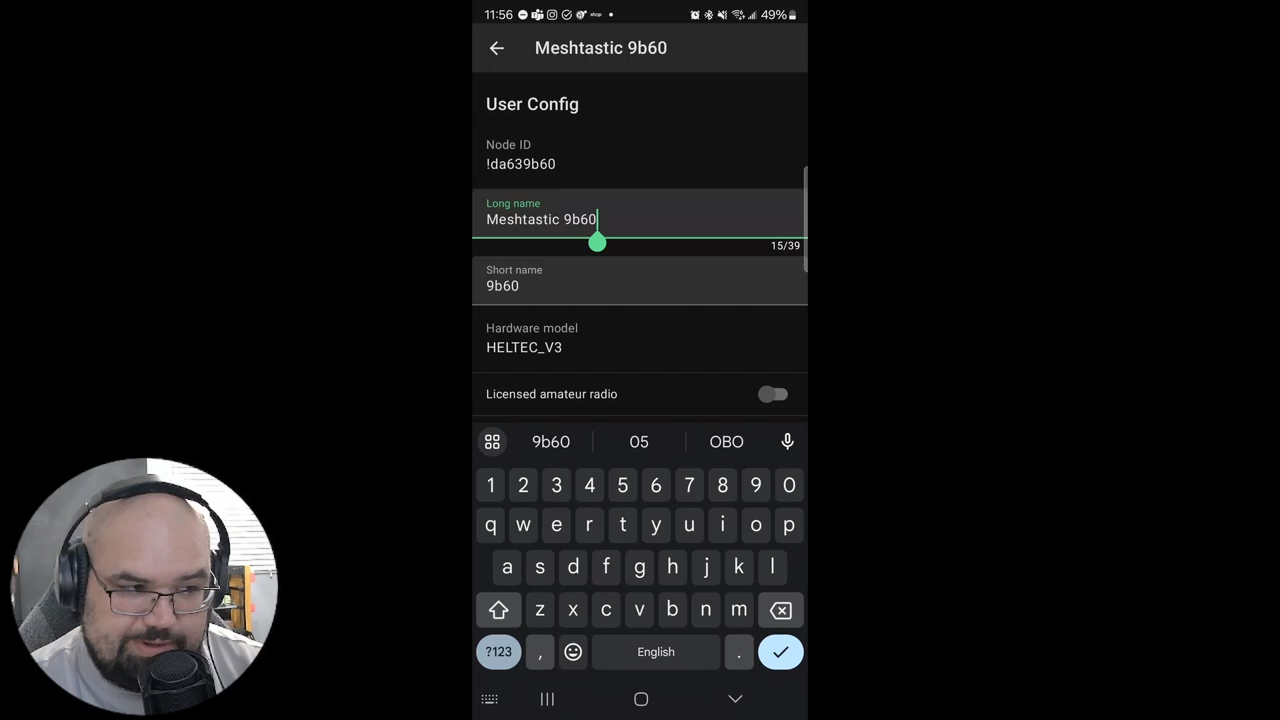 11:56
shop
49%
Meshtastic 9b60
User Config
Node ID
!da639b60
Long name
Meshtastic 9b60
15/39
Short name
9b60
Hardware model
HELTEC_V3
Licensed amateur radio
9b60 05 OBO
1 2 3 4 5 6 7 8 9 0
q w e r t y u i o p
a s d f g h j k l
z x c v b n m
?123 , English .